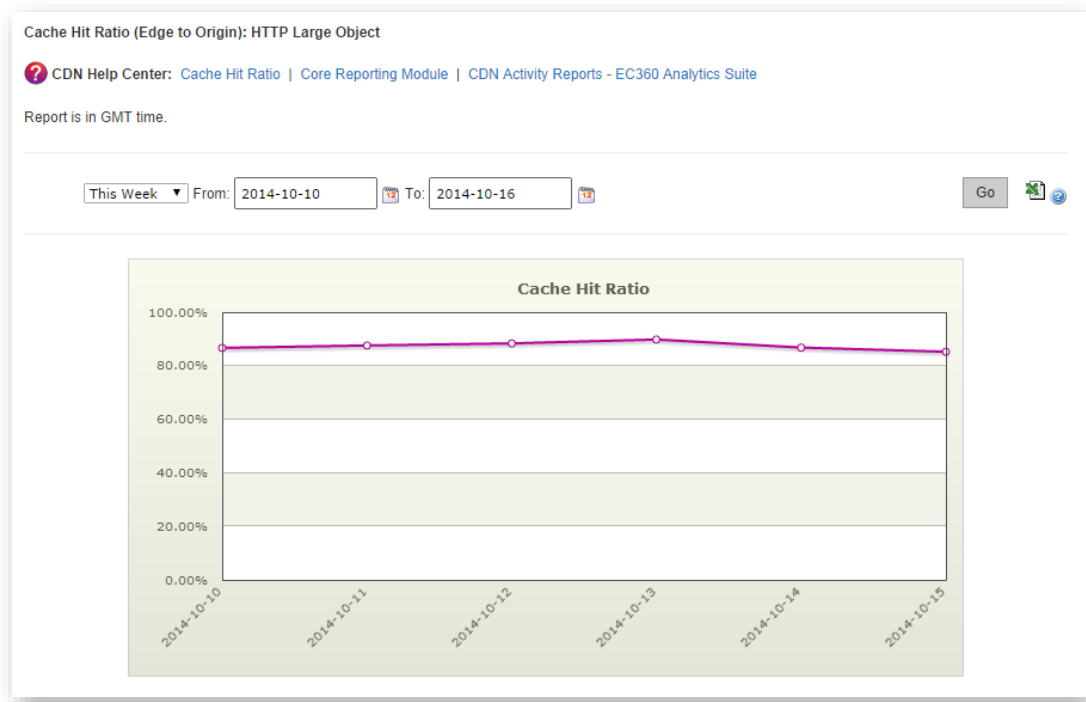 Cache Hit Ratio (Edge to Origin): HTTP Large Object
? CDN Help Center: Cache Hit Ratio | Core Reporting Module | CDN Activity Reports - EC360 Analytics Suite
Report is in GMT time.
This Week ▼ From: 2014-10-10 12 To: 2014-10-16 12 Go ?
Cache Hit Ratio
100.00%
80.00%
60.00%
40.00%
20.00%
0.00%
2014-10-10 2014-10-11 2014-10-12 2014-10-13 2014-10-14 2014-10-15